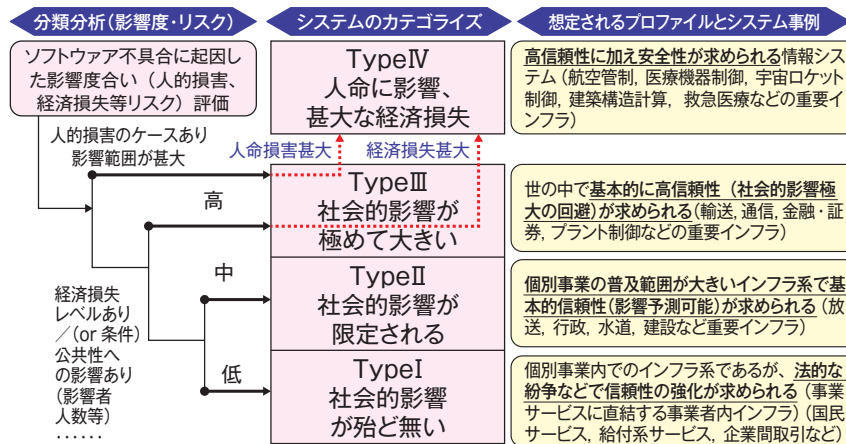 分類分析(影響度・リスク)
システムのカテゴライズ
想定されるプロファイルとシステム事例
ソフトウァア不具合に起因し
た影響度合い（人的損害、
経済損失等リスク）評価
TypeⅣ
人命に影響、
甚大な経済損失
高信頼性に加え安全性が求められる情報シス
テム（航空管制, 医療機器制御, 宇宙ロケット
制御, 建築構造計算， 救急医療などの重要イ
ンフラ）
人的損害のケースあり
影響範囲が甚大
人命損害甚大
経済損失甚大
高
TypeⅢ
社会的影響が
極めて大きい
世の中で基本的に高信頼性（社会的影響極
大の回避）が求められる（輸送, 通信, 金融・証
券, プラント制御などの重要インフラ）
中
TypeⅡ
社会的影響が
限定される
個別事業の普及範囲が大きいインフラ系で基
本的信頼性（影響予測可能）が求められる（放
送, 行政, 水道, 建設など重要インフラ）
経済損失
レベルあり
／（or 条件）
公共性へ
の影響あり
（影響者
人数等）
……
低
TypeⅠ
社会的影響
が殆ど無い
個別事業内でのインフラ系であるが、法的な
紛争などで信頼性の強化が求められる（事業
サービスに直結する事業者内インフラ）（国民
サービス, 給付系サービス, 企業間取引など）